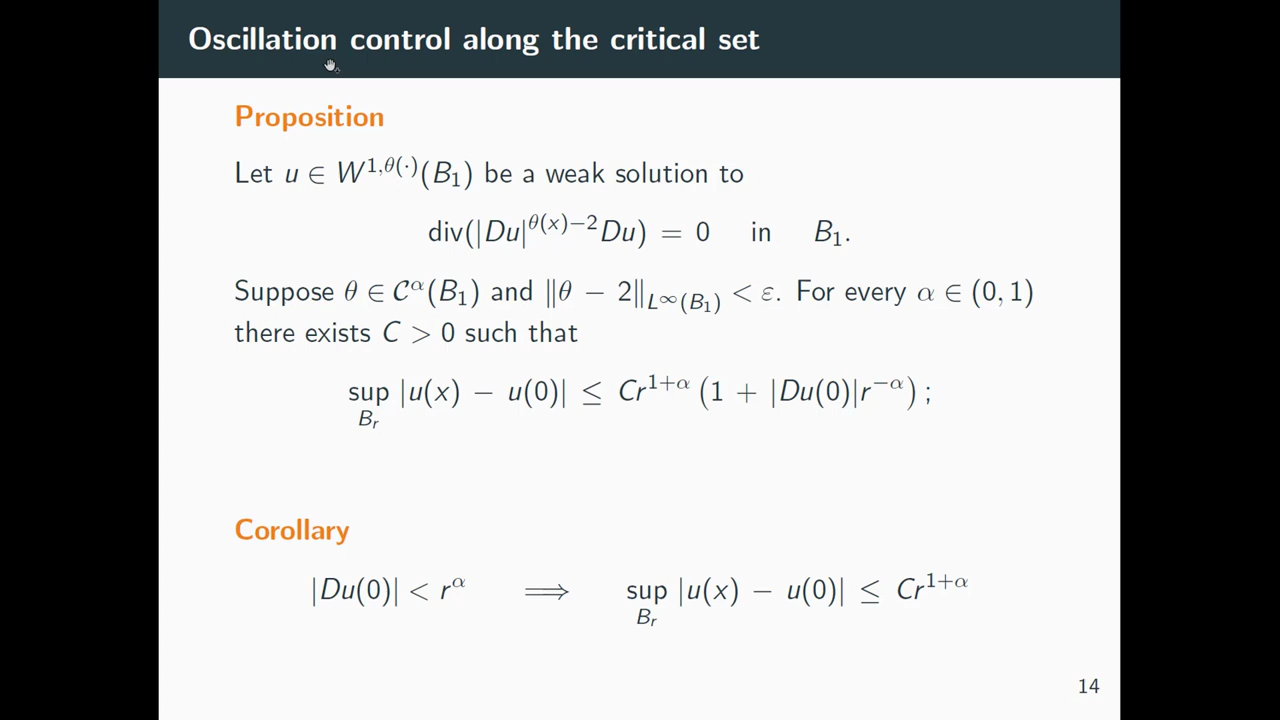 Oscillation control along the critical set
Proposition
Let u ∈ W^{1,θ(·)}(B_1) be a weak solution to
div(|Du|^{θ(x)−2}Du) = 0 in B_1.
Suppose θ ∈ 𝒞^α(B_1) and ‖θ − 2‖_{L^∞(B_1)} < ε. For every α ∈ (0, 1)
there exists C > 0 such that
sup_{B_r} |u(x) − u(0)| ≤ Cr^{1+α} (1 + |Du(0)|r^{−α}) ;
Corollary
|Du(0)| < r^α ⟹ sup_{B_r} |u(x) − u(0)| ≤ Cr^{1+α}
14